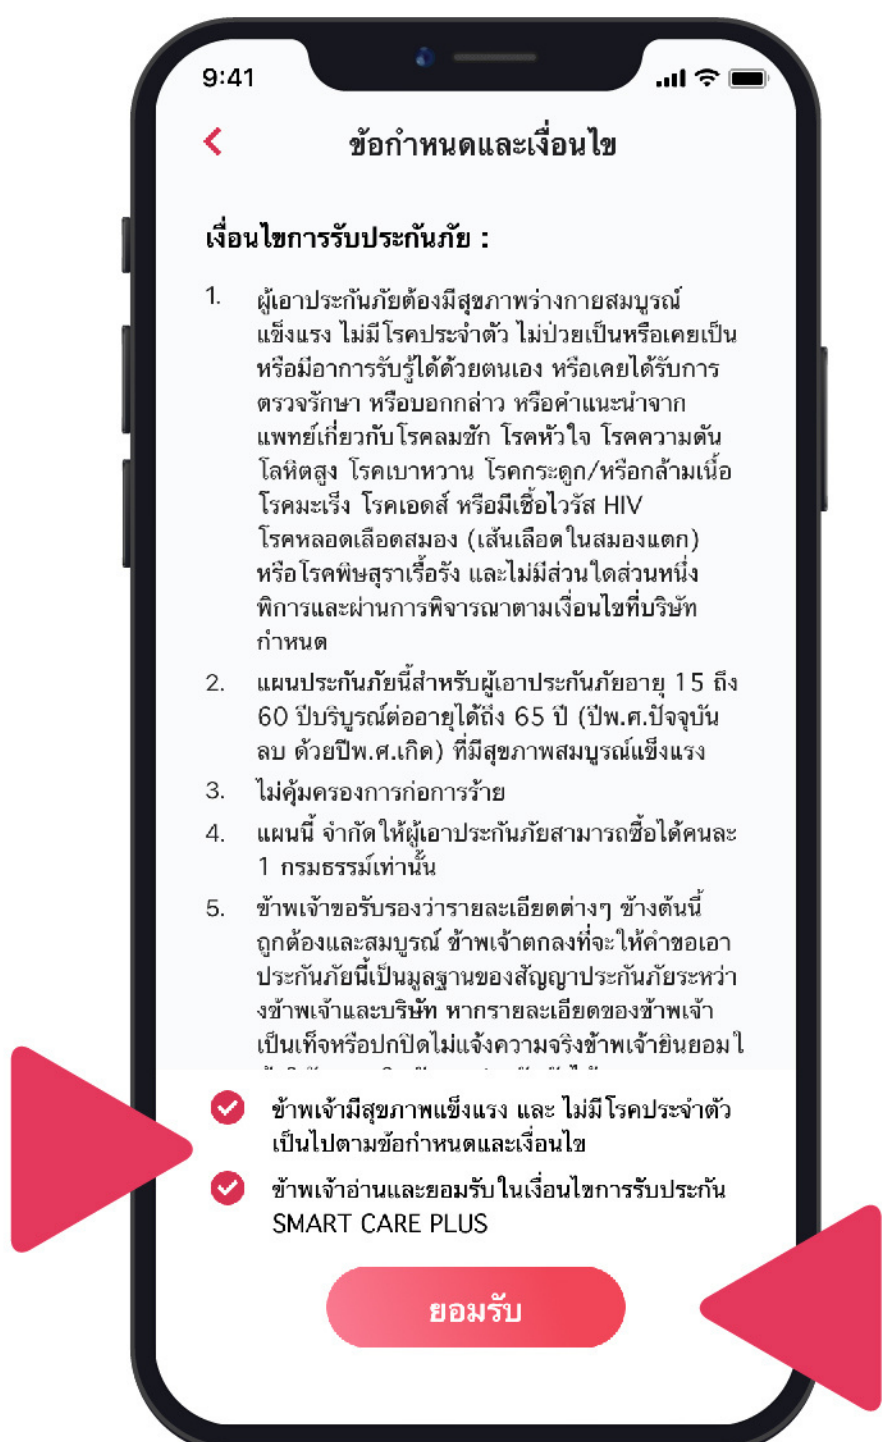 9:41
ข้อกำหนดและเงื่อนไข
เงื่อนไขการรับประกันภัย :
1. ผู้เอาประกันภัยต้องมีสุขภาพร่างกายสมบูรณ์
แข็งแรง ไม่มีโรคประจำตัว ไม่ป่วยเป็นหรือเคยเป็น
หรือมีอาการรับรู้ได้ด้วยตนเอง หรือเคยได้รับการ
ตรวจรักษา หรือบอกกล่าว หรือคำแนะนำจาก
แพทย์เกี่ยวกับโรคลมชัก โรคหัวใจ โรคความดัน
โลหิตสูง โรคเบาหวาน โรคกระดูก/หรือกล้ามเนื้อ
โรคมะเร็ง โรคเอดส์ หรือมีเชื้อไวรัส HIV
โรคหลอดเลือดสมอง (เส้นเลือดในสมองแตก)
หรือโรคพิษสุราเรื้อรัง และไม่มีส่วนใดส่วนหนึ่ง
พิการและผ่านการพิจารณาตามเงื่อนไขที่บริษัท
กำหนด
2. แผนประกันภัยนี้สำหรับผู้เอาประกันภัยอายุ 15 ถึง
60 ปีบริบูรณ์ต่ออายุได้ถึง 65 ปี (ปีพ.ศ.ปัจจุบัน
ลบ ด้วยปีพ.ศ.เกิด) ที่มีสุขภาพสมบูรณ์แข็งแรง
3. ไม่คุ้มครองการก่อการร้าย
4. แผนนี้ จำกัดให้ผู้เอาประกันภัยสามารถซื้อได้คนละ
1 กรมธรรม์เท่านั้น
5. ข้าพเจ้าขอรับรองว่ารายละเอียดต่างๆ ข้างต้นนี้
ถูกต้องและสมบูรณ์ ข้าพเจ้าตกลงที่จะให้คำขอเอา
ประกันภัยนี้เป็นมูลฐานของสัญญาประกันภัยระหว่า
งข้าพเจ้าและบริษัท หากรายละเอียดของข้าพเจ้า
เป็นเท็จหรือปกปิดไม่แจ้งความจริงข้าพเจ้ายินยอมใ
ข้าพเจ้ามีสุขภาพแข็งแรง และ ไม่มีโรคประจำตัว
เป็นไปตามข้อกำหนดและเงื่อนไข
ข้าพเจ้าอ่านและยอมรับในเงื่อนไขการรับประกัน
SMART CARE PLUS
ยอมรับ